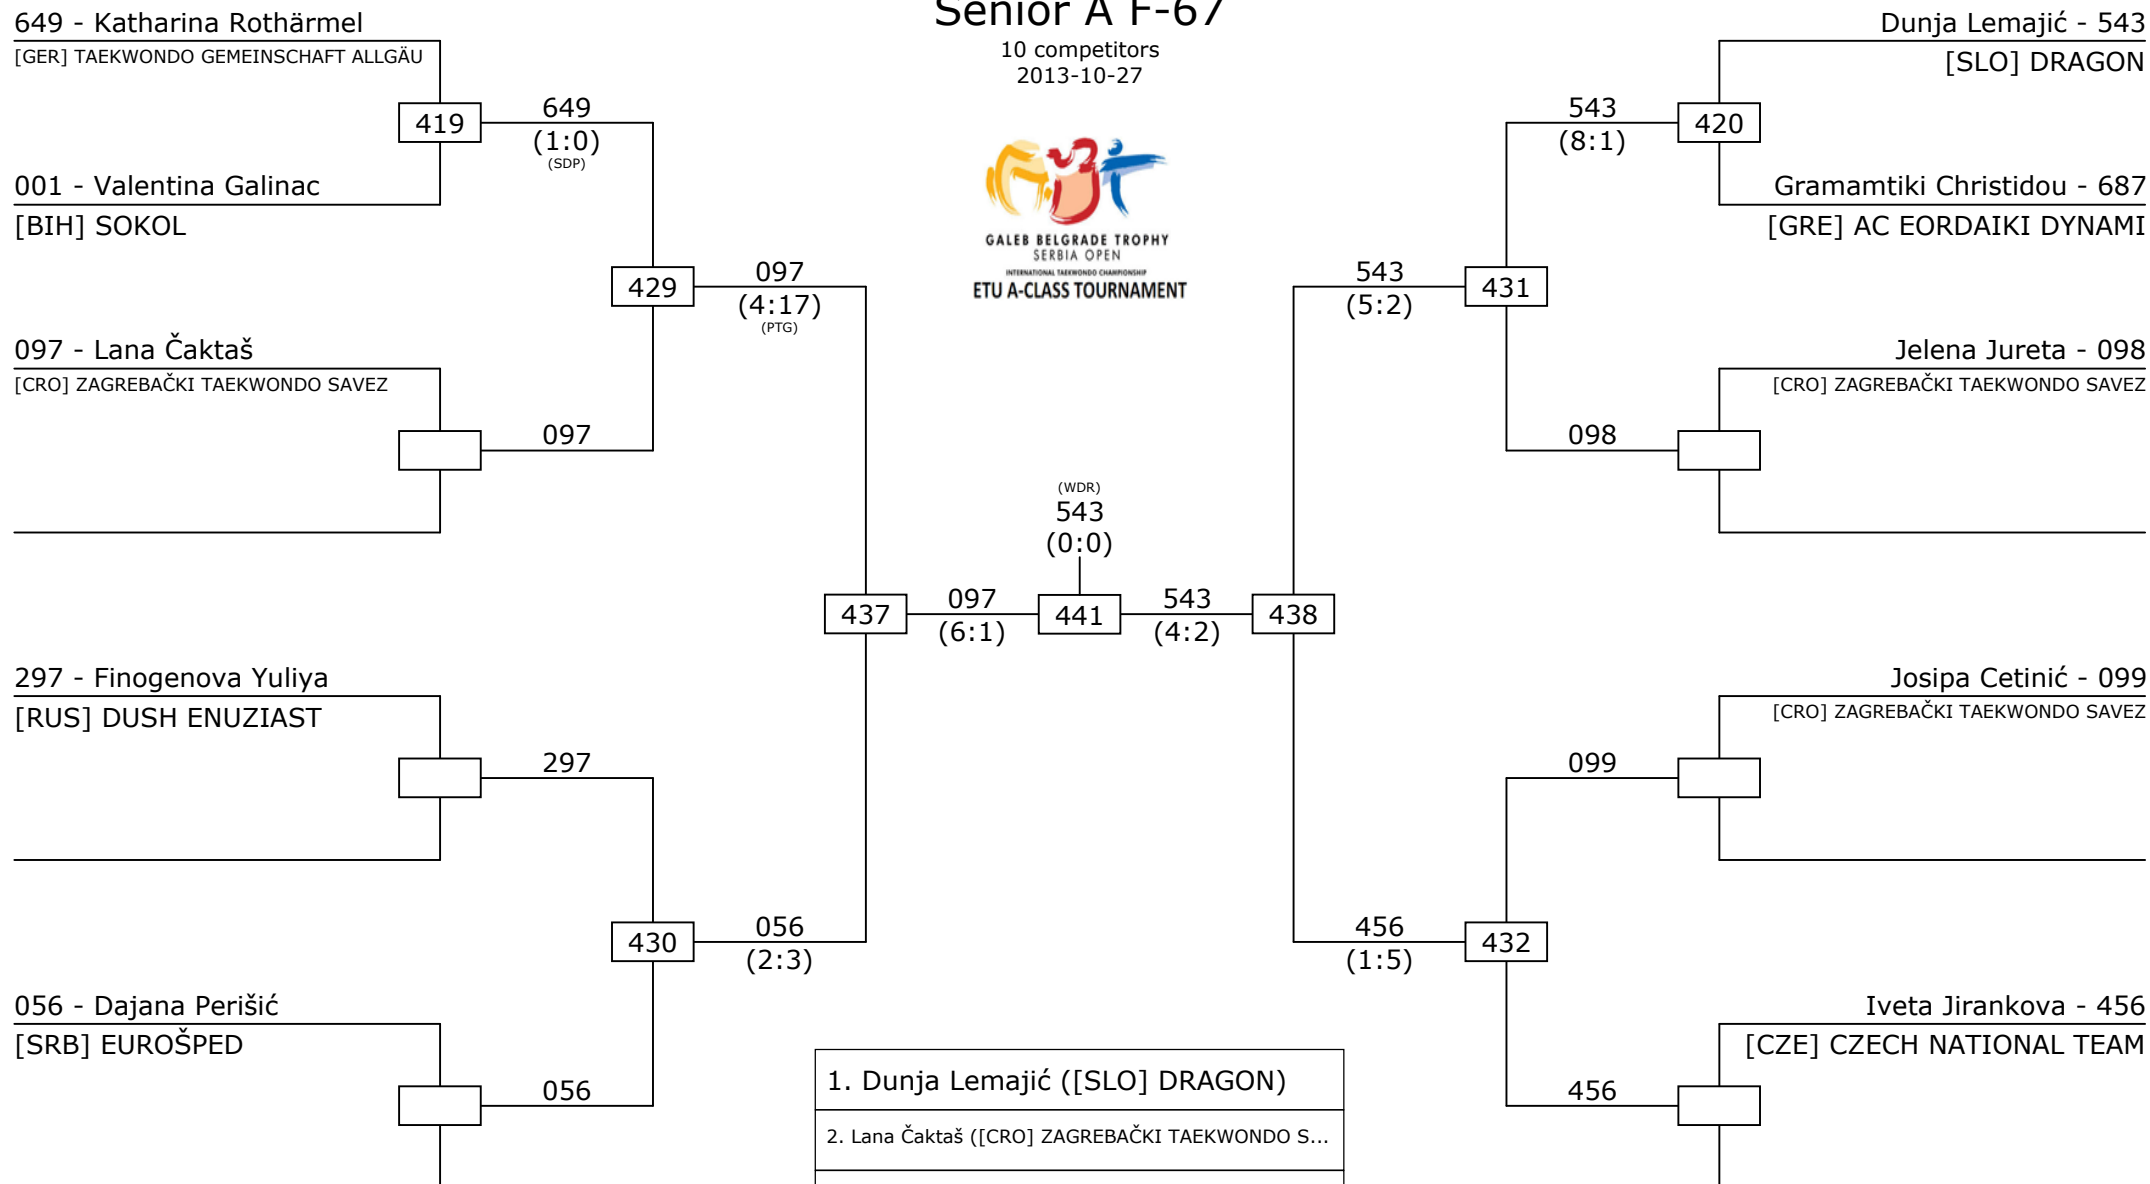 Senior A F-67
10 competitors
2013-10-27
GALEB BELGRADE TROPHY
SERBIA OPEN
INTERNATIONAL TAEKWONDO CHAMPIONSHIP
ETU A-CLASS TOURNAMENT
649 - Katharina Rothärmel
[GER] TAEKWONDO GEMEINSCHAFT ALLGÄU
419
649
(1:0)
(SDP)
001 - Valentina Galinac
[BIH] SOKOL
429
097
(4:17)
(PTG)
097 - Lana Čaktaš
[CRO] ZAGREBAČKI TAEKWONDO SAVEZ
097
297 - Finogenova Yuliya
[RUS] DUSH ENUZIAST
297
430
056
(2:3)
056 - Dajana Perišić
[SRB] EUROŠPED
056
437
097
(6:1)
(WDR)
543
(0:0)
441
543
(4:2)
438
Dunja Lemajić - 543
[SLO] DRAGON
543
(8:1)
420
Gramamtiki Christidou - 687
[GRE] AC EORDAIKI DYNAMI
543
(5:2)
431
Jelena Jureta - 098
[CRO] ZAGREBAČKI TAEKWONDO SAVEZ
098
Josipa Cetinić - 099
[CRO] ZAGREBAČKI TAEKWONDO SAVEZ
099
456
(1:5)
432
Iveta Jirankova - 456
[CZE] CZECH NATIONAL TEAM
456
1. Dunja Lemajić ([SLO] DRAGON)
2. Lana Čaktaš ([CRO] ZAGREBAČKI TAEKWONDO S...